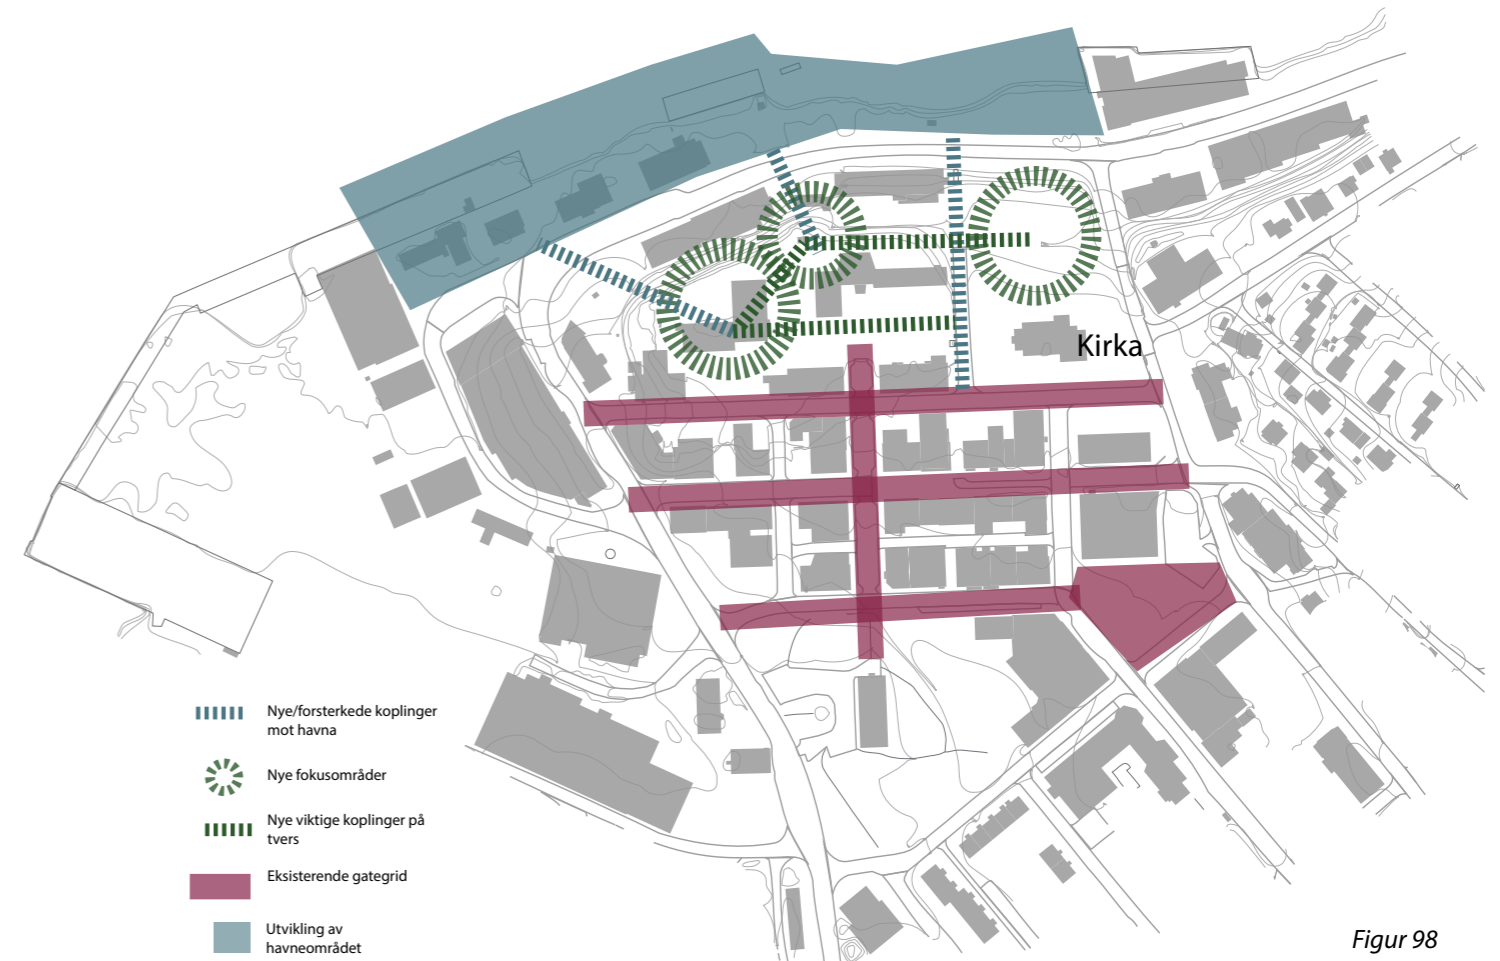 Kirka
Nye/forsterkede koplinger
mot havna
Nye fokusområder
Nye viktige koplinger på
tvers
Eksisterende gategrid
Utvikling av
havneområdet
Figur 98